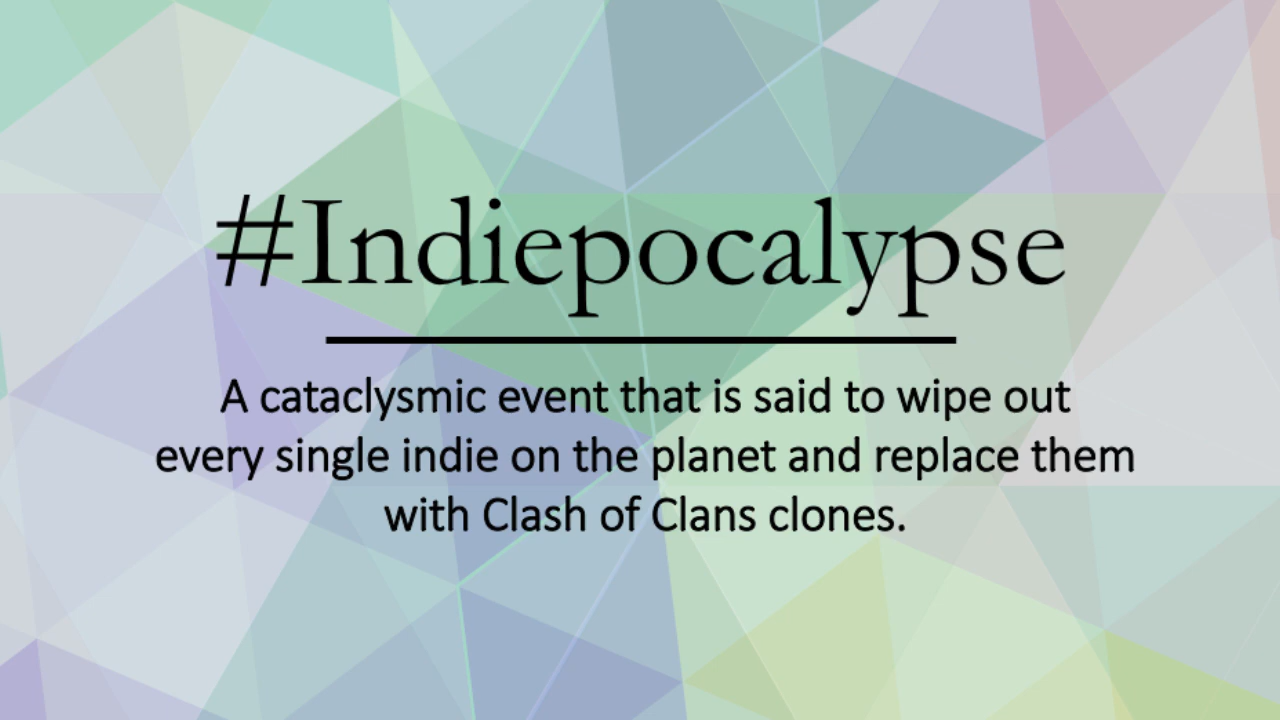 #Indiepocalypse
A cataclysmic event that is said to wipe out
every single indie on the planet and replace them
with Clash of Clans clones.